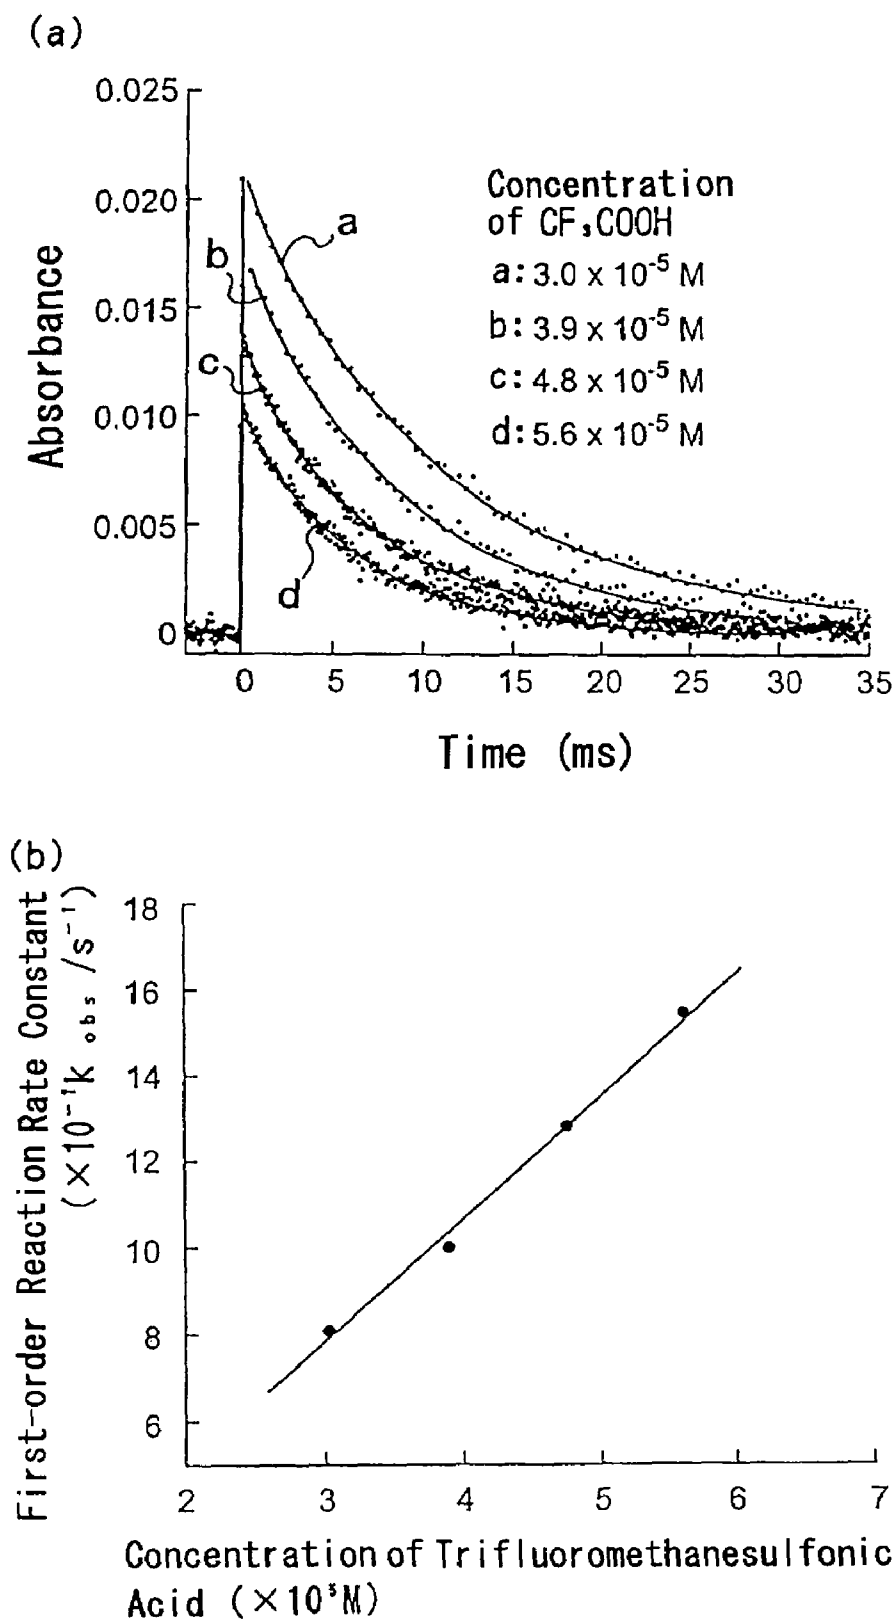 (a)
0.025
0.020
0.015
0.010
0.005
0
Absorbance
Concentration
of CF₃COOH
a: 3.0 × 10⁻⁵ M
b: 3.9 × 10⁻⁵ M
c: 4.8 × 10⁻⁵ M
d: 5.6 × 10⁻⁵ M
a
b
c
d
0 5 10 15 20 25 30 35
Time (ms)
(b)
First-order Reaction Rate Constant
(×10⁻¹k obs /s⁻¹)
18
16
14
12
10
8
6
2 3 4 5 6 7
Concentration of Trifluoromethanesulfonic
Acid (×10⁵M)